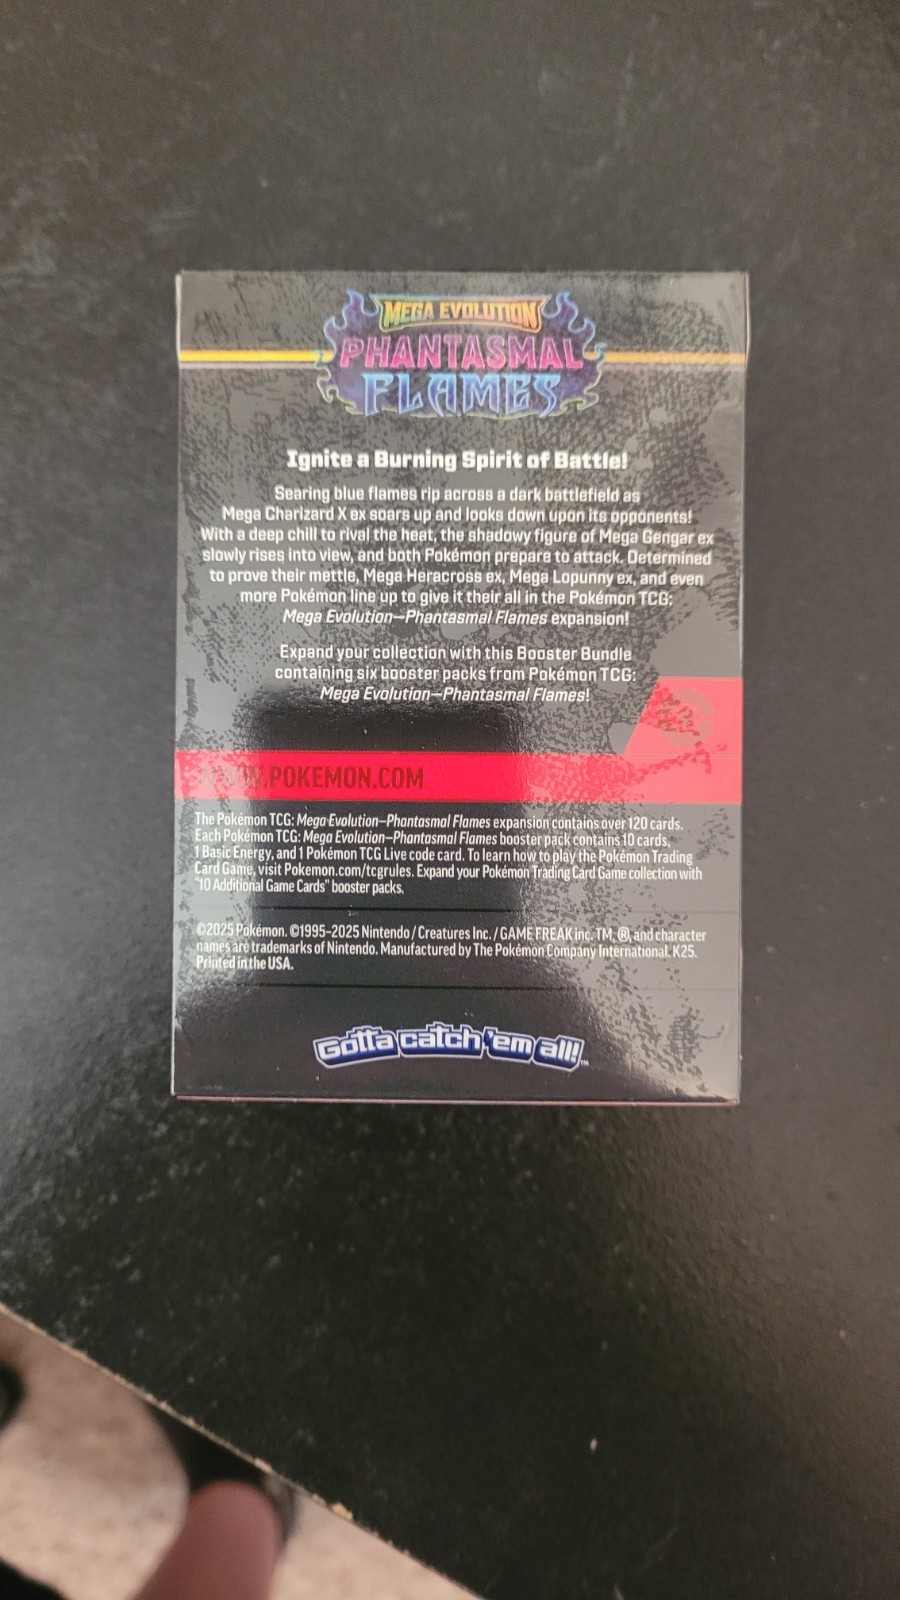 MEGA EVOLUTION
PHANTASMAL
FLAMES
Ignite a Burning Spirit of Battle!
Searing blue flames rip across a dark battlefield as
Mega Charizard X ex soars up and looks down upon its opponents!
With a deep chill to rival the heat, the shadowy figure of Mega Gengar ex
slowly rises into view, and both Pokémon prepare to attack. Determined
to prove their mettle, Mega Heracross ex, Mega Lopunny ex, and even
more Pokémon line up to give it their all in the Pokémon TCG:
Mega Evolution—Phantasmal Flames expansion!
Expand your collection with this Booster Bundle
containing six booster packs from Pokémon TCG:
Mega Evolution—Phantasmal Flames!
WWW.POKEMON.COM
The Pokémon TCG: Mega Evolution—Phantasmal Flames expansion contains over 120 cards.
Each Pokémon TCG: Mega Evolution—Phantasmal Flames booster pack contains 10 cards,
1 Basic Energy, and 1 Pokémon TCG Live code card. To learn how to play the Pokémon Trading
Card Game, visit Pokemon.com/tcgrules. Expand your Pokémon Trading Card Game collection with
"10 Additional Game Cards" booster packs.
©2025 Pokémon. ©1995–2025 Nintendo / Creatures Inc. / GAME FREAK inc. TM, ®, and character
names are trademarks of Nintendo. Manufactured by The Pokémon Company International. K25.
Printed in the USA.
Gotta catch 'em all!™